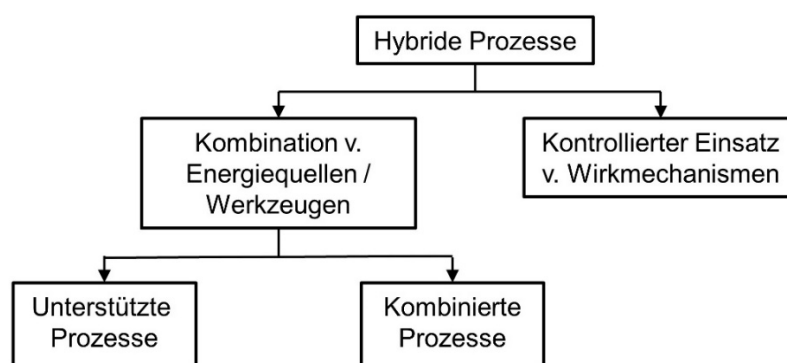 Hybride Prozesse
Kombination v.
Energiequellen /
Werkzeugen
Kontrollierter Einsatz
v. Wirkmechanismen
Unterstützte
Prozesse
Kombinierte
Prozesse